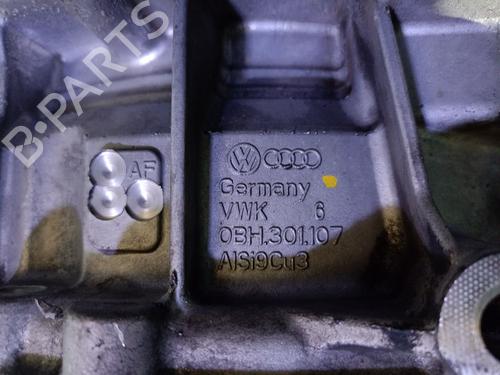 B-PARTS
AF
Germany
VWK 6
0BH.301.107
AlSi9Cu3